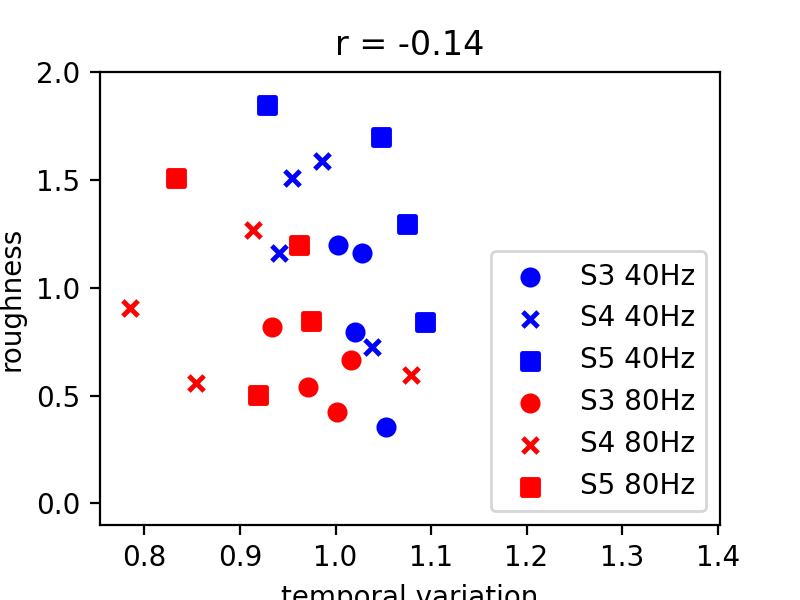 r = -0.14
roughness
2.0
1.5
1.0
0.5
0.0
S3 40Hz
S4 40Hz
S5 40Hz
S3 80Hz
S4 80Hz
S5 80Hz
0.8 0.9 1.0 1.1 1.2 1.3 1.4
temporal variation